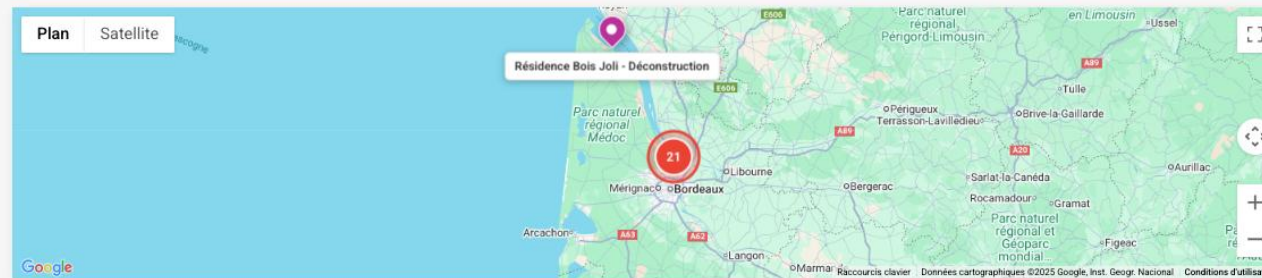 Plan
Satellite
E606
Parc naturel
régional
Périgord-Limousin
en Limousin
Ussel
Résidence Bois Joli - Déconstruction
A89
E606
Tulle
Parc naturel
régional
Médoc
Périgueux
Terrasson-Lavilledieu
Brive-la-Gaillarde
A89
21
A20
Libourne
Aurillac
Mérignac
Bordeaux
Bergerac
Sarlat-la-Canéda
Rocamadour
Gramat
Arcachon
A63
A62
Parc naturel
régional et
Géoparc
mondial...
Figeac
Langon
Google
Raccourcis clavier
Données cartographiques ©2025 Google, Inst. Geogr. Nacional